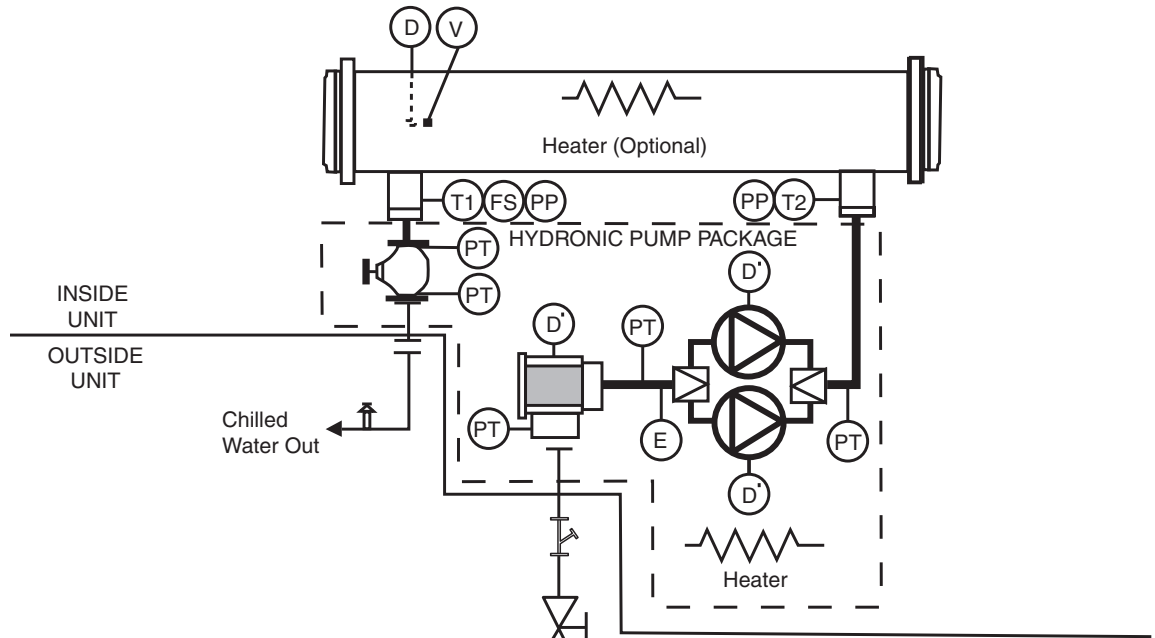 D
V
Heater (Optional)
T1
FS
PP
PP
T2
HYDRONIC PUMP PACKAGE
PT
PT
INSIDE
UNIT
OUTSIDE
UNIT
D'
D'
PT
Chilled
Water Out
PT
E
PT
D'
Heater